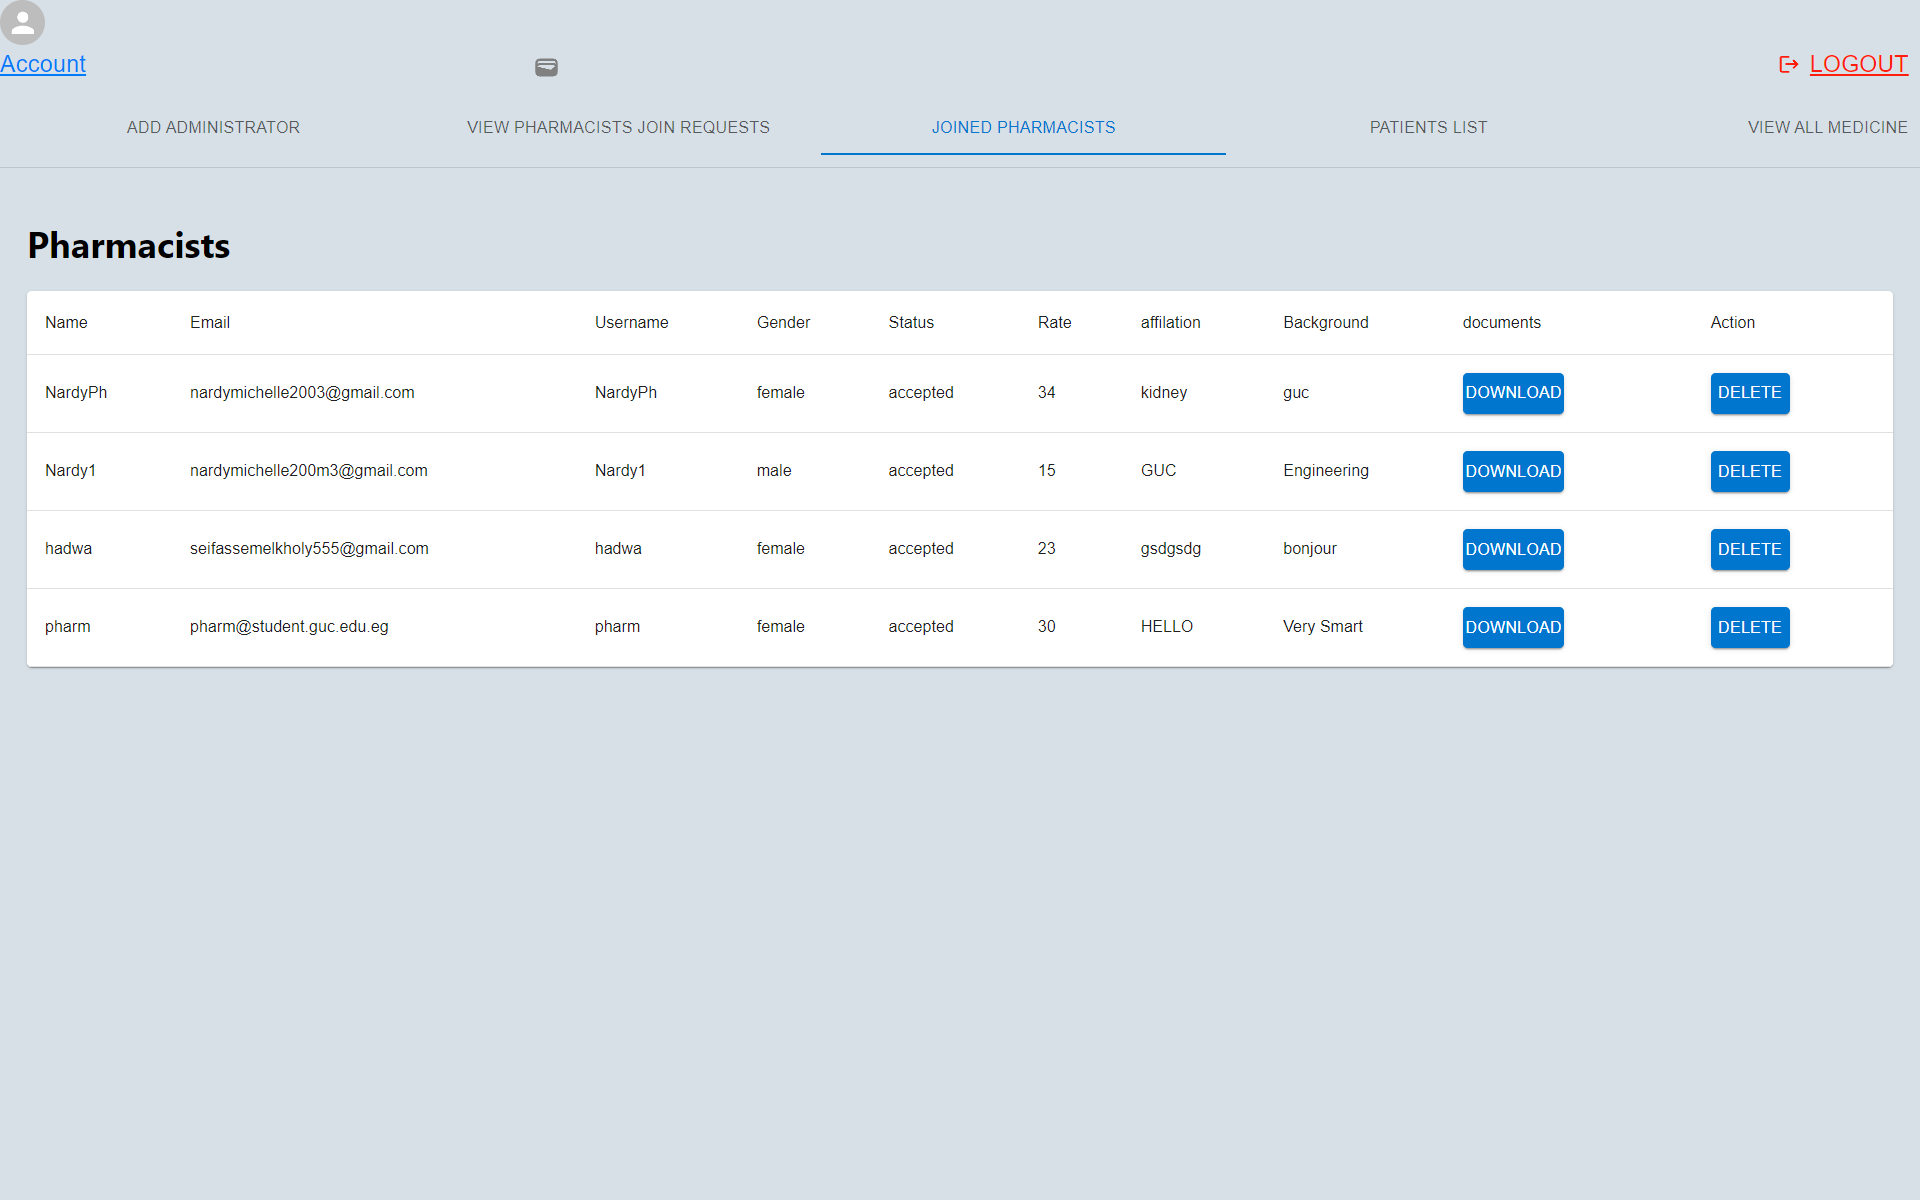 Account
LOGOUT
ADD ADMINISTRATOR VIEW PHARMACISTS JOIN REQUESTS JOINED PHARMACISTS PATIENTS LIST VIEW ALL MEDICINE
Pharmacists
Name Email Username Gender Status Rate affilation Background documents Action
NardyPh nardymichelle2003@gmail.com NardyPh female accepted 34 kidney guc DOWNLOAD DELETE
Nardy1 nardymichelle200m3@gmail.com Nardy1 male accepted 15 GUC Engineering DOWNLOAD DELETE
hadwa seifassemelkholy555@gmail.com hadwa female accepted 23 gsdgsdg bonjour DOWNLOAD DELETE
pharm pharm@student.guc.edu.eg pharm female accepted 30 HELLO Very Smart DOWNLOAD DELETE